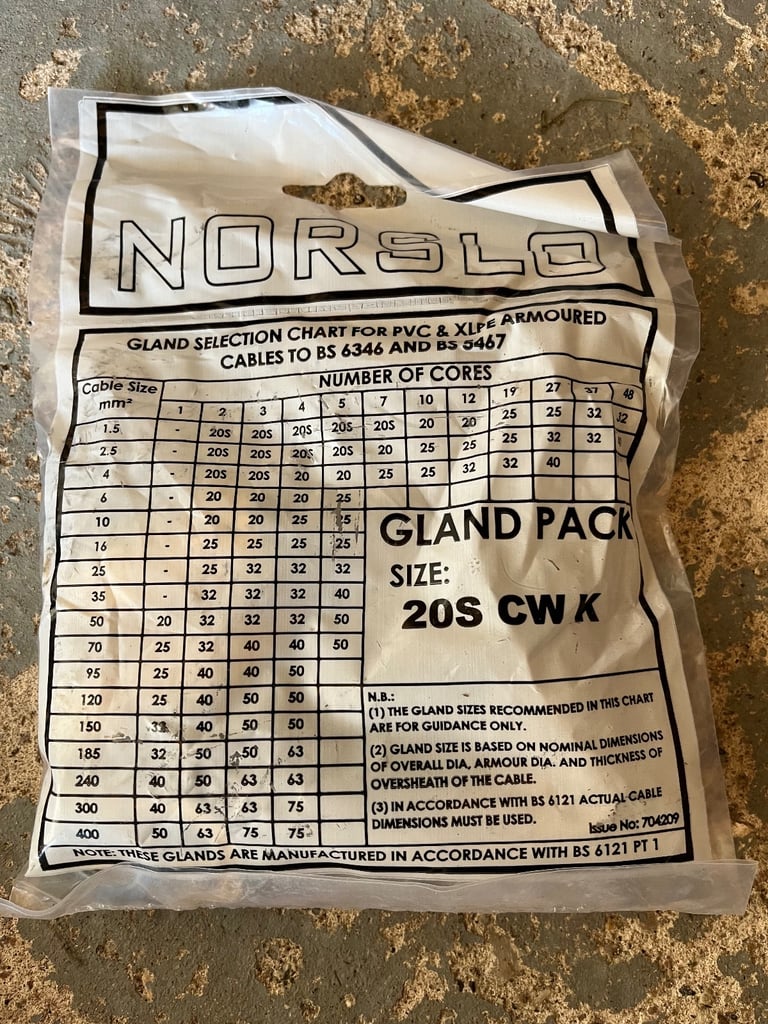 NORSLO
GLAND SELECTION CHART FOR PVC & XLPE ARMOURED
CABLES TO BS 6346 AND BS 5467
Cable Size mm² NUMBER OF CORES
1 2 3 4 5 7 10 12 19 27 37 48
1.5 - 20S 20S 20S 20S 20S 20 20 25 25 32 32
2.5 - 20S 20S 20S 20S 20 25 25 25 32 32
4 - 20S 20S 20 20 25 25 32 32 40
6 - 20 20 20 25
10 - 20 20 25 25
16 - 25 25 25 25
25 - 25 32 32 32
35 - 32 32 32 40
50 20 32 32 32 50
70 25 32 40 40 50
95 25 40 40 50
120 25 40 50 50
150 32 40 50 50
185 32 50 50 63
240 40 50 63 63
300 40 63 63 75
400 50 63 75 75
GLAND PACK
SIZE:
20S CW K
N.B.:
(1) THE GLAND SIZES RECOMMENDED IN THIS CHART
ARE FOR GUIDANCE ONLY.
(2) GLAND SIZE IS BASED ON NOMINAL DIMENSIONS
OF OVERALL DIA, ARMOUR DIA. AND THICKNESS OF
OVERSHEATH OF THE CABLE.
(3) IN ACCORDANCE WITH BS 6121 ACTUAL CABLE
DIMENSIONS MUST BE USED.
Issue No: 704209
NOTE: THESE GLANDS ARE MANUFACTURED IN ACCORDANCE WITH BS 6121 PT 1